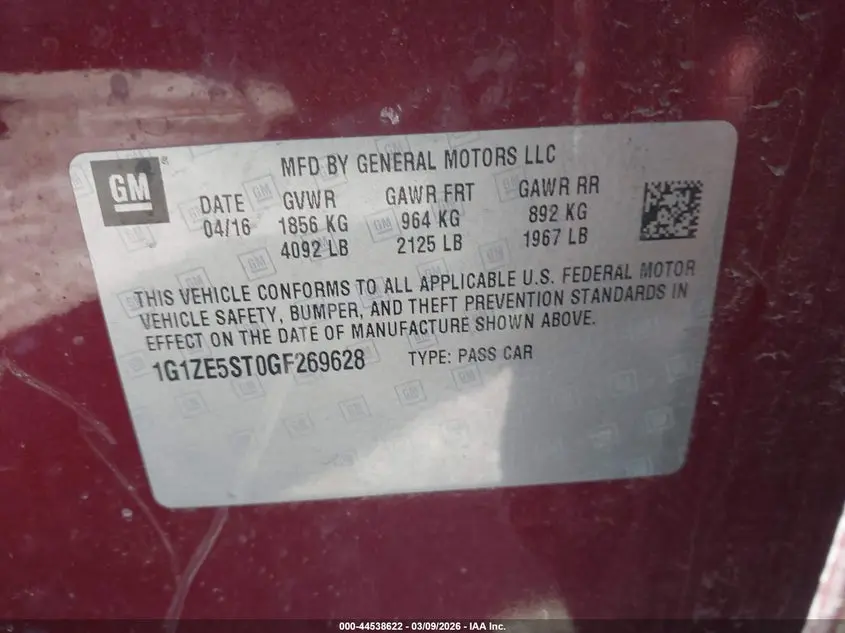 GM
MFD BY GENERAL MOTORS LLC
DATE GVWR GAWR FRT GAWR RR
04/16 1856 KG 964 KG 892 KG
4092 LB 2125 LB 1967 LB
THIS VEHICLE CONFORMS TO ALL APPLICABLE U.S. FEDERAL MOTOR
VEHICLE SAFETY, BUMPER, AND THEFT PREVENTION STANDARDS IN
EFFECT ON THE DATE OF MANUFACTURE SHOWN ABOVE.
1G1ZE5ST0GF269628 TYPE: PASS CAR
000-44538622 - 03/09/2026 - IAA Inc.